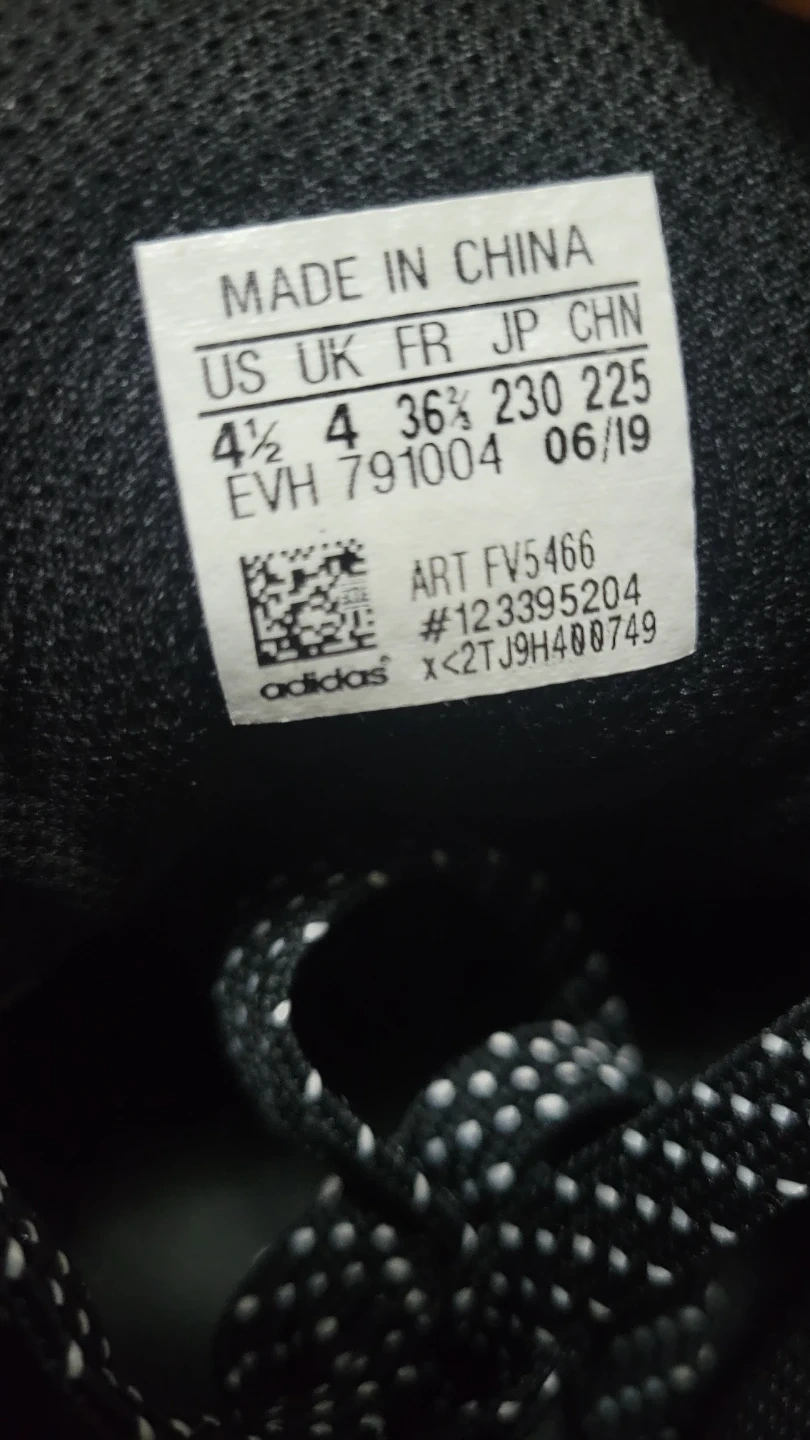 MADE IN CHINA
US UK FR JP CHN
4½ 4 36⅔ 230 225
EVH 791004 06/19
ART FV5466
#123395204
x<2TJ9H400749
adidas®